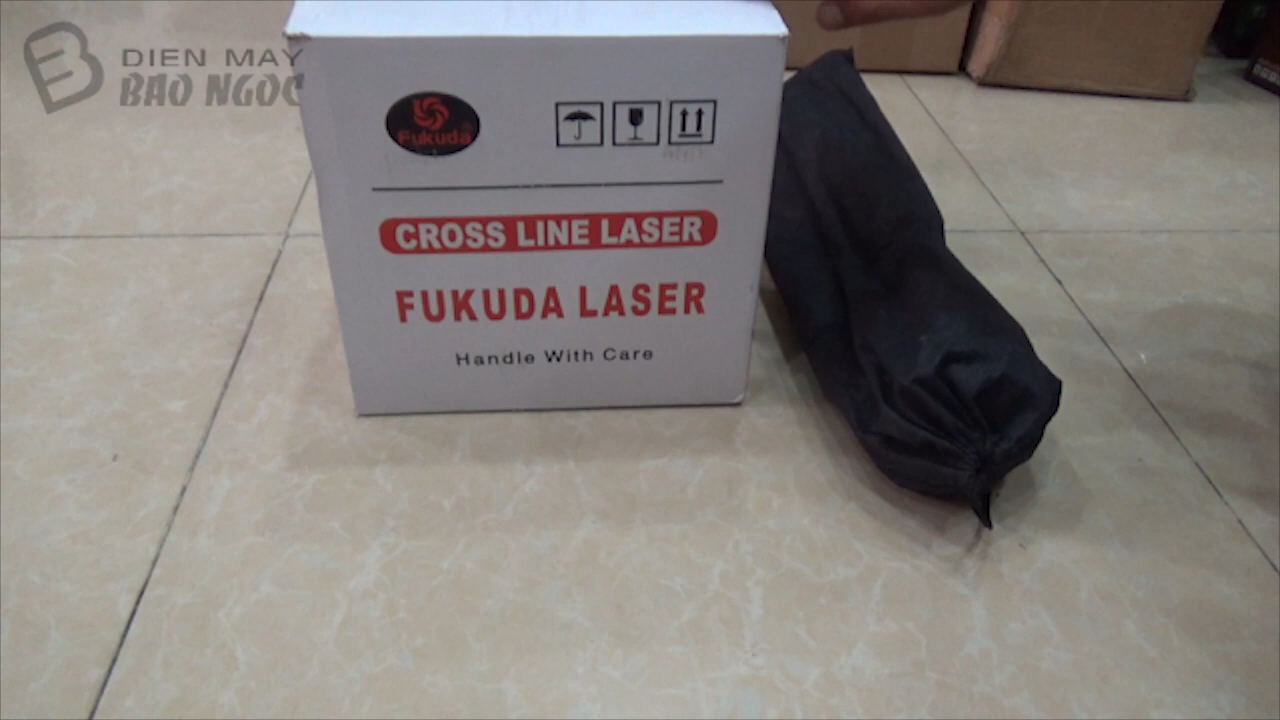 DIEN MAY
BAO NGOC
Fukuda
CROSS LINE LASER
FUKUDA LASER
Handle With Care